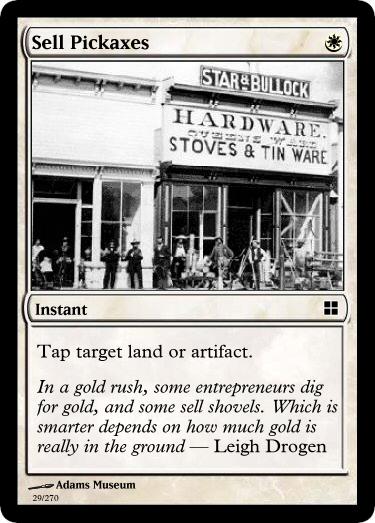 Sell Pickaxes
STAR & BULLOCK
HARDWARE.
QUEENS WARE
STOVES & TIN WARE
Instant
Tap target land or artifact.
In a gold rush, some entrepreneurs dig
for gold, and some sell shovels. Which is
smarter depends on how much gold is
really in the ground — Leigh Drogen
Adams Museum
29/270